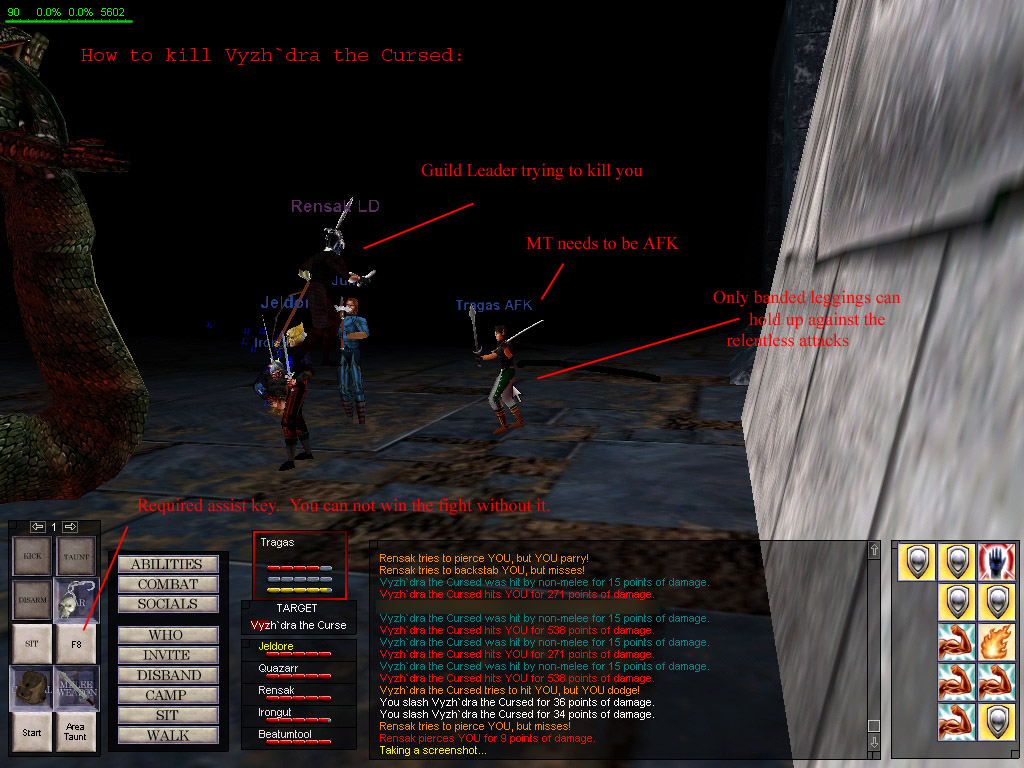 90 0.0% 0.0% 5602
How to kill Vyzh`dra the Cursed:
Guild Leader trying to kill you
Rensak LD
MT needs to be AFK
Only banded leggings can
hold up against the
relentless attacks
Jeldor
Tragas AFK
Required assist key. You can not win the fight without it.
1
KICK
TAUNT
DISARM
SIT
F8
MELEE
WEAPON
Start
Area
Taunt
ABILITIES
COMBAT
SOCIALS
WHO
INVITE
DISBAND
CAMP
SIT
WALK
Tragas
TARGET
Vyzh`dra the Curse
Jeldore
Quazarr
Rensak
Irongut
Beatumtool
Rensak tries to pierce YOU, but YOU parry!
Rensak tries to backstab YOU, but misses!
Vyzh`dra the Cursed was hit by non-melee for 15 points of damage.
Vyzh`dra the Cursed hits YOU for 271 points of damage.
Vyzh`dra the Cursed was hit by non-melee for 15 points of damage.
Vyzh`dra the Cursed hits YOU for 536 points of damage.
Vyzh`dra the Cursed was hit by non-melee for 15 points of damage.
Vyzh`dra the Cursed hits YOU for 271 points of damage.
Vyzh`dra the Cursed was hit by non-melee for 15 points of damage.
Vyzh`dra the Cursed hits YOU for 536 points of damage.
Vyzh`dra the Cursed tries to hit YOU, but YOU dodge!
You slash Vyzh`dra the Cursed for 36 points of damage.
You slash Vyzh`dra the Cursed for 34 points of damage.
Rensak tries to pierce YOU, but misses!
Rensak pierces YOU for 9 points of damage.
Taking a screenshot...